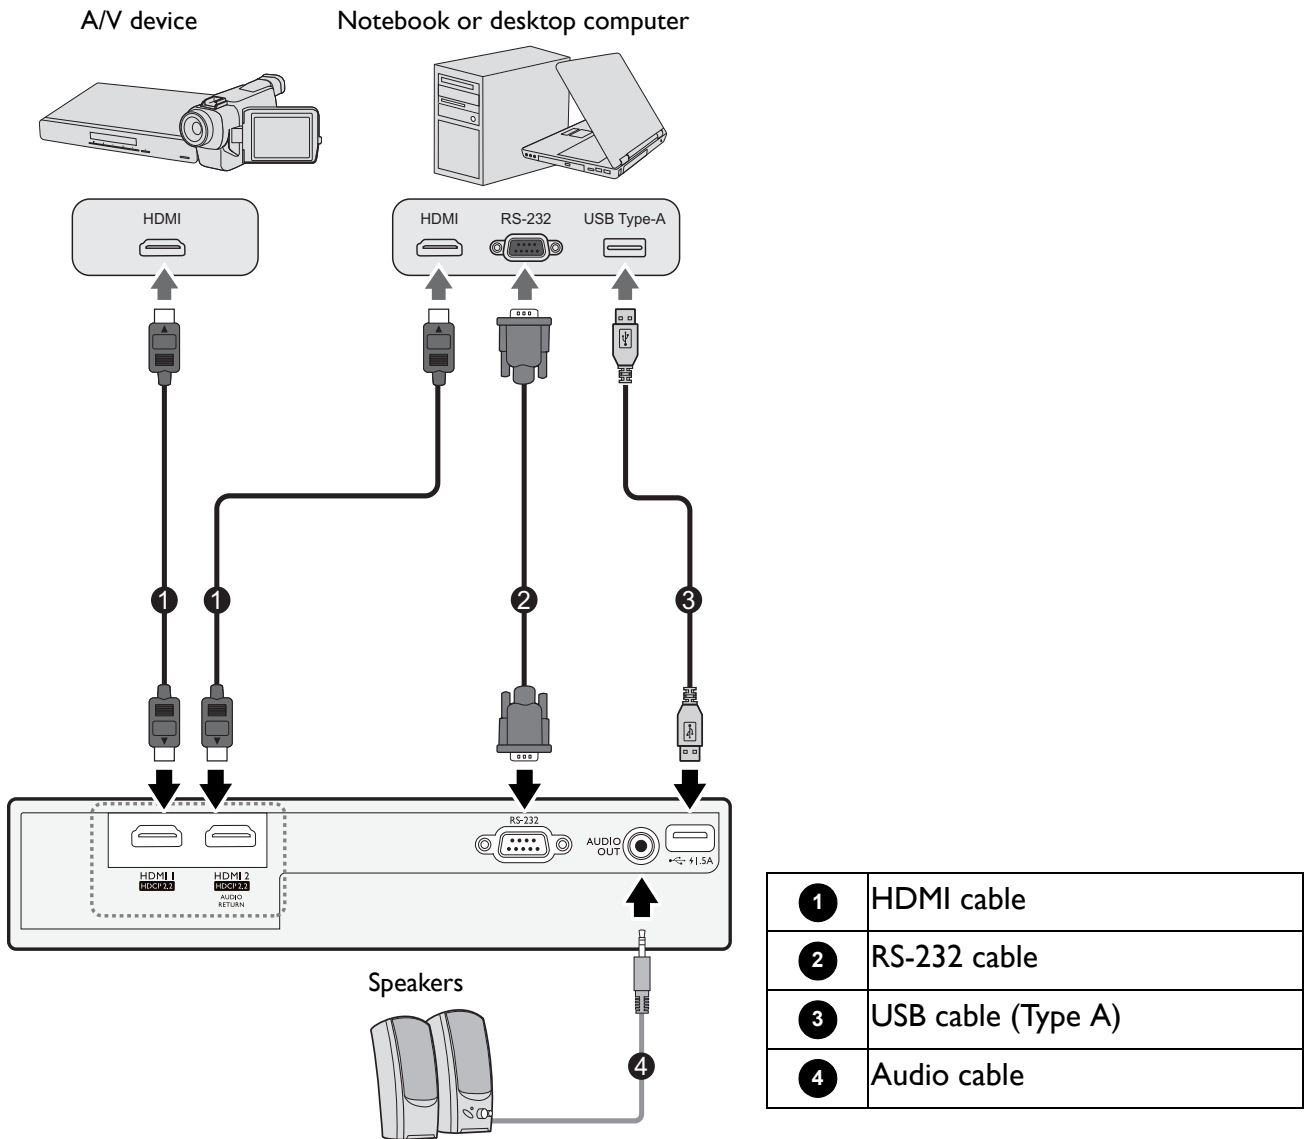 A/V device
Notebook or desktop computer
HDMI
HDMI RS-232 USB Type-A
1 1 2 3
RS-232
AUDIO OUT
1.5A
HDMI 1
HDCP 2.2
HDMI 2
HDCP 2.2
AUDIO
RETURN
Speakers
4
1 HDMI cable
2 RS-232 cable
3 USB cable (Type A)
4 Audio cable